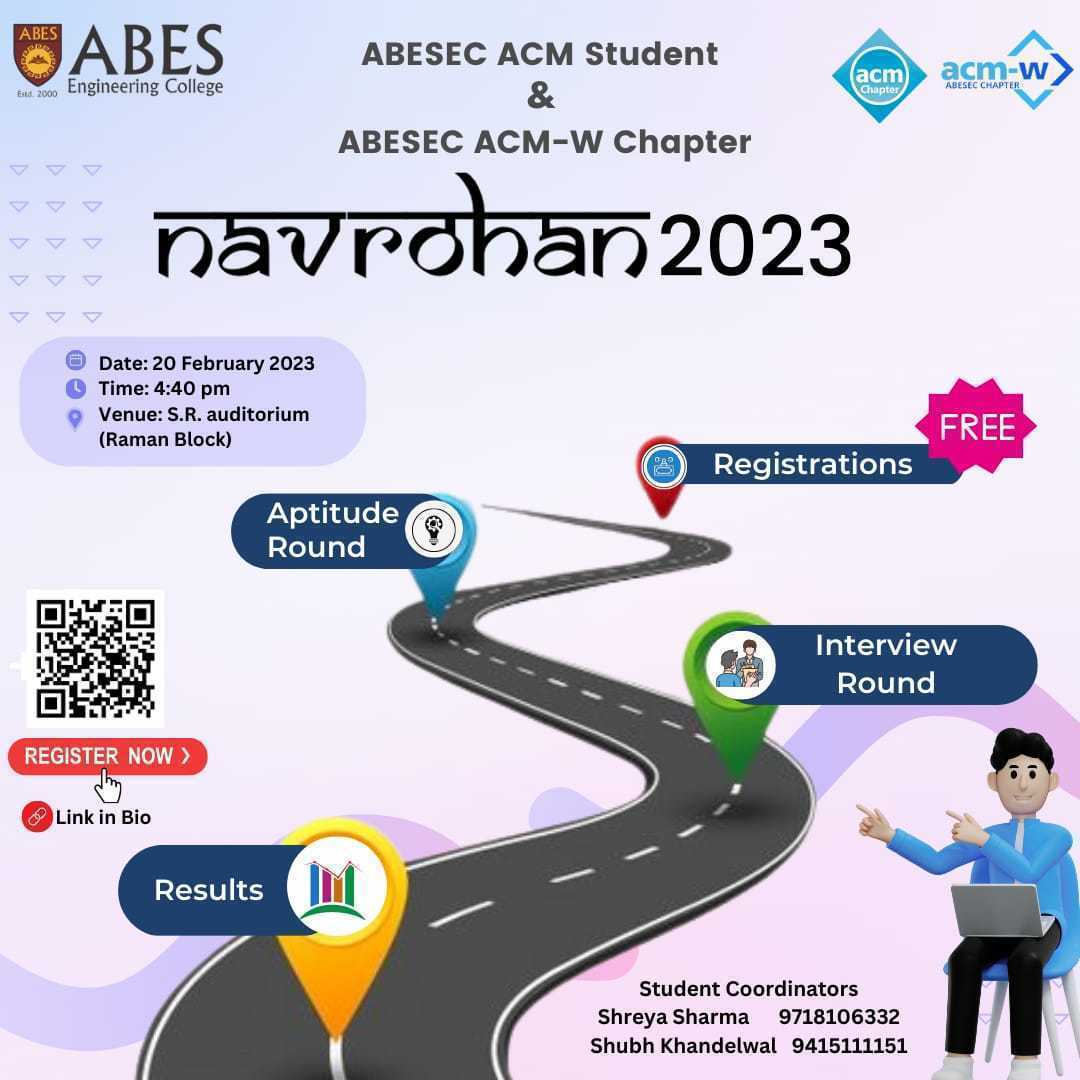 ABES
Estd. 2000
ABES
Engineering College
ABESEC ACM Student
&
ABESEC ACM-W Chapter
acm
Chapter
acm-w
ABESEC CHAPTER
navrohan 2023
Date: 20 February 2023
Time: 4:40 pm
Venue: S.R. auditorium
(Raman Block)
FREE
Registrations
Aptitude
Round
Interview
Round
REGISTER NOW
Link in Bio
Results
Student Coordinators
Shreya Sharma 9718106332
Shubh Khandelwal 9415111151